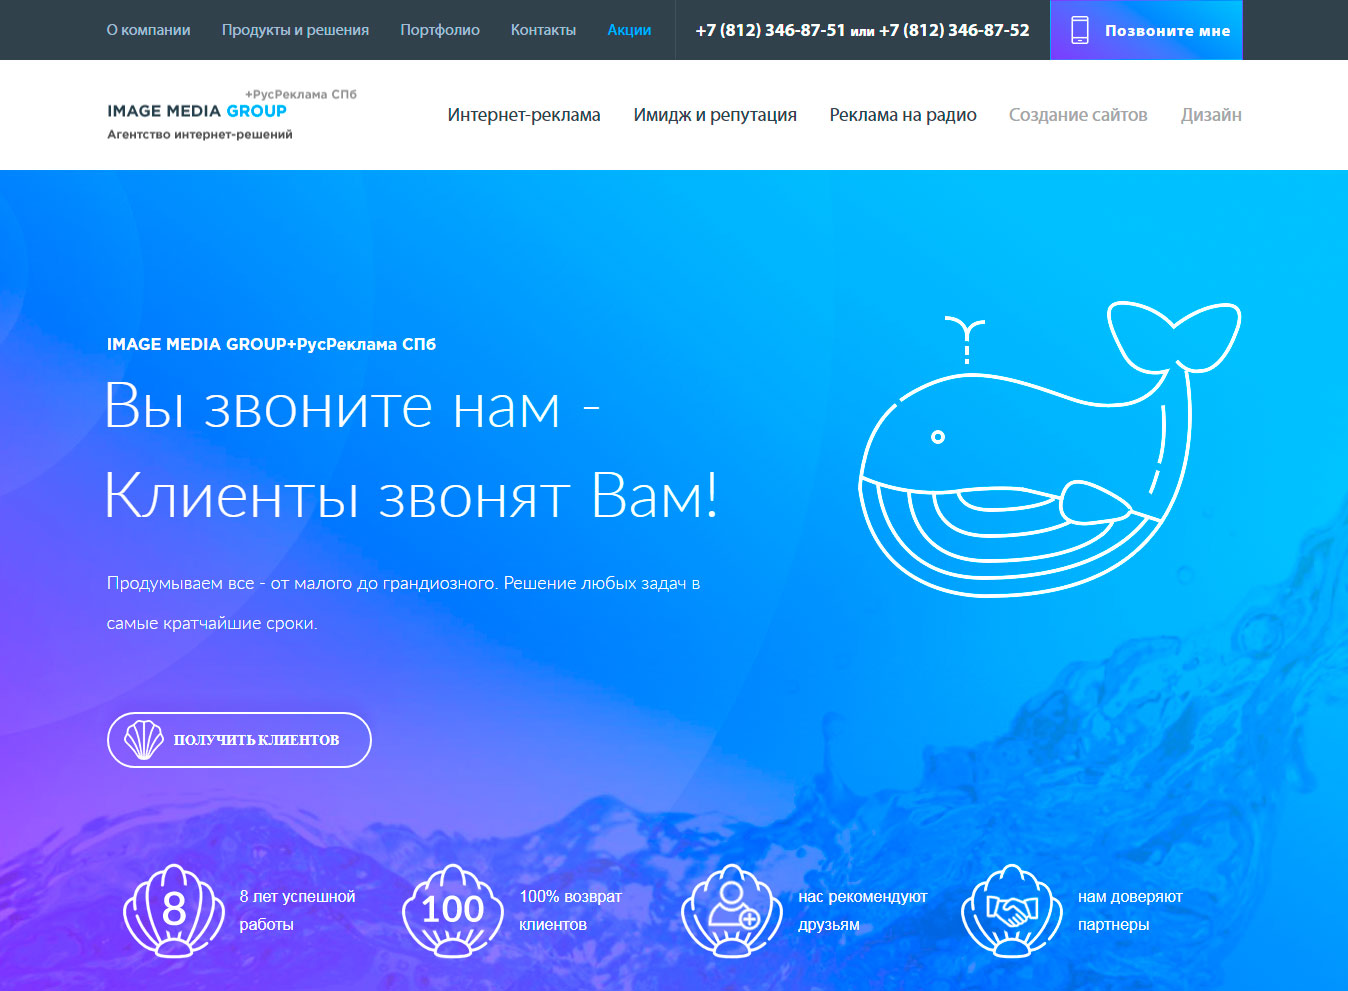 О компании Продукты и решения Портфолио Контакты Акции +7 (812) 346-87-51 или +7 (812) 346-87-52 Позвоните мне
+РусРеклама СПб
IMAGE MEDIA GROUP
Агентство интернет-решений
Интернет-реклама Имидж и репутация Реклама на радио Создание сайтов Дизайн
IMAGE MEDIA GROUP+РусРеклама СПб
Вы звоните нам -
Клиенты звонят Вам!
Продумываем все - от малого до грандиозного. Решение любых задач в
самые кратчайшие сроки.
ПОЛУЧИТЬ КЛИЕНТОВ
8
8 лет успешной
работы
100
100% возврат
клиентов
нас рекомендуют
друзьям
нам доверяют
партнеры